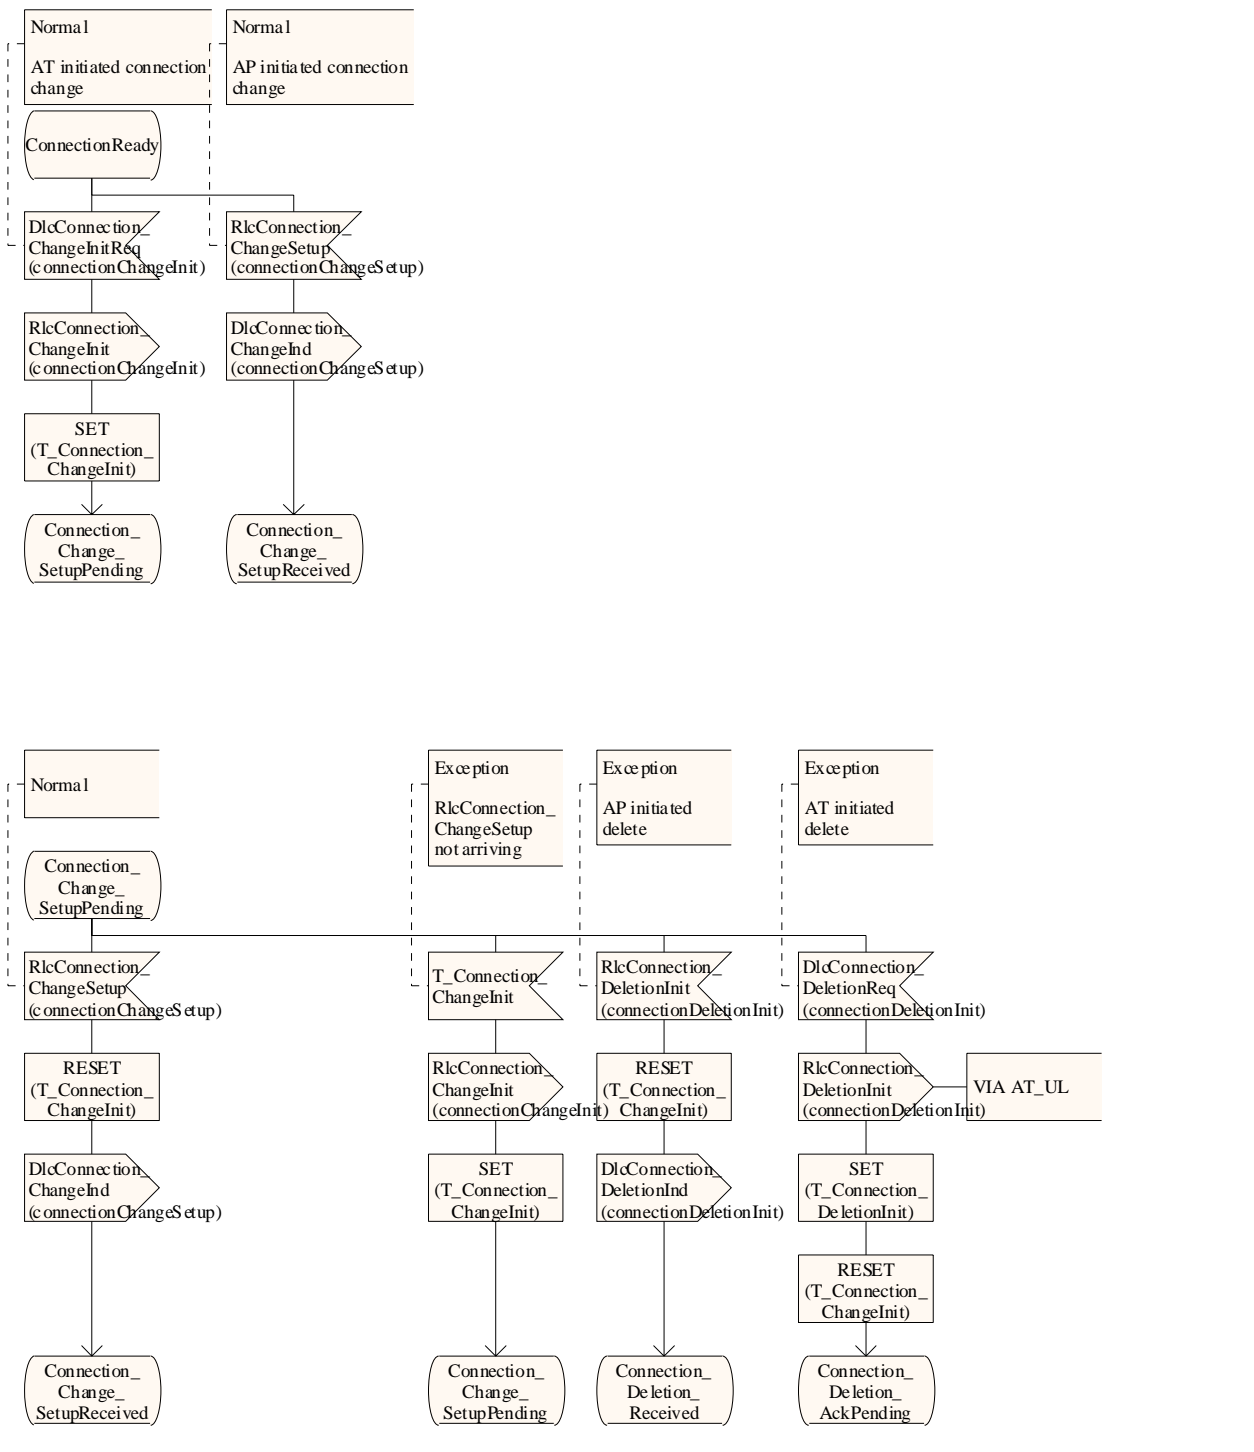 Normal
AT initiated connection
change
Normal
AP initiated connection
change
ConnectionReady
DlcConnection_
ChangeInitReq
(connectionChangeInit)
RlcConnection_
ChangeSetup
(connectionChangeSetup)
RlcConnection_
ChangeInit
(connectionChangeInit)
DlcConnection_
ChangeInd
(connectionChangeSetup)
SET
(T_Connection_
ChangeInit)
Connection_
Change_
SetupPending
Connection_
Change_
SetupReceived
Normal
Exception
RlcConnection_
ChangeSetup
not arriving
Exception
AP initiated
delete
Exception
AT initiated
delete
Connection_
Change_
SetupPending
RlcConnection_
ChangeSetup
(connectionChangeSetup)
T_Connection_
ChangeInit
RlcConnection_
DeletionInit
(connectionDeletionInit)
DlcConnection_
DeletionReq
(connectionDeletionInit)
RESET
(T_Connection_
ChangeInit)
RlcConnection_
ChangeInit
(connectionChangeInit)
RESET
(T_Connection_
ChangeInit)
RlcConnection_
DeletionInit
(connectionDeletionInit)
VIA AT_UL
DlcConnection_
ChangeInd
(connectionChangeSetup)
SET
(T_Connection_
ChangeInit)
DlcConnection_
DeletionInd
(connectionDeletionInit)
SET
(T_Connection_
DeletionInit)
RESET
(T_Connection_
ChangeInit)
Connection_
Change_
SetupReceived
Connection_
Change_
SetupPending
Connection_
Deletion_
Received
Connection_
Deletion_
AckPending